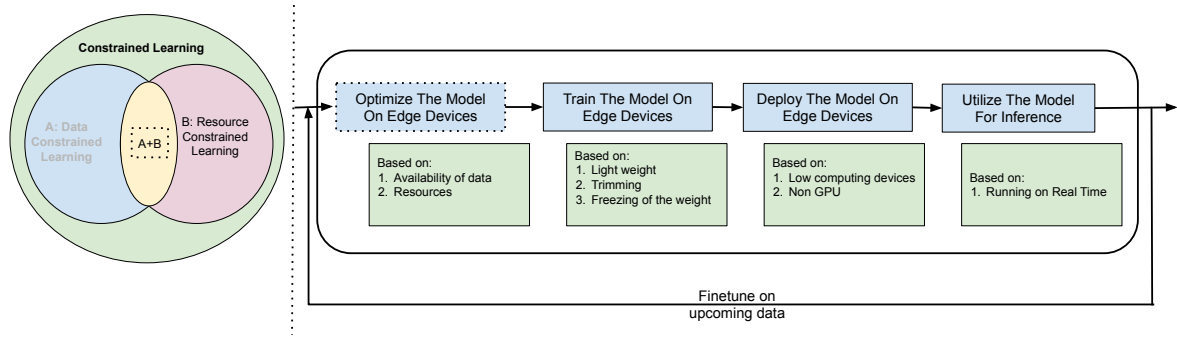 Constrained Learning
A: Data
Constrained
Learning
A+B
B: Resource
Constrained
Learning
Optimize The Model
On Edge Devices
Train The Model On
Edge Devices
Deploy The Model On
Edge Devices
Utilize The Model
For Inference
Based on:
1. Availability of data
2. Resources
Based on:
1. Light weight
2. Trimming
3. Freezing of the weight
Based on:
1. Low computing devices
2. Non GPU
Based on:
1. Running on Real Time
Finetune on
upcoming data